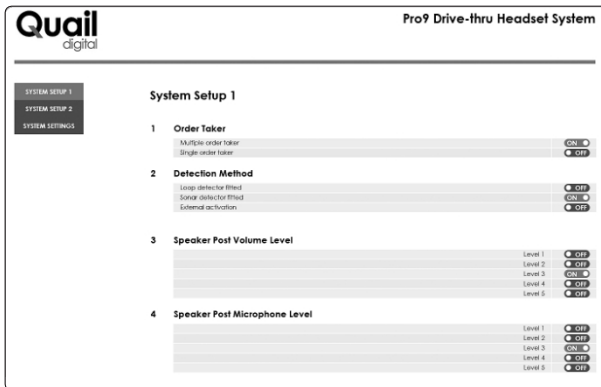 Quail
digital
Pro9 Drive-thru Headset System
SYSTEM SETUP 1
SYSTEM SETUP 2
SYSTEM SETTINGS
System Setup 1
1 Order Taker
Multiple order taker ON
Single order taker OFF
2 Detection Method
Loop detector fitted OFF
Sonar detector fitted ON
External activation OFF
3 Speaker Post Volume Level
Level 1 OFF
Level 2 OFF
Level 3 ON
Level 4 OFF
Level 5 OFF
4 Speaker Post Microphone Level
Level 1 OFF
Level 2 OFF
Level 3 ON
Level 4 OFF
Level 5 OFF